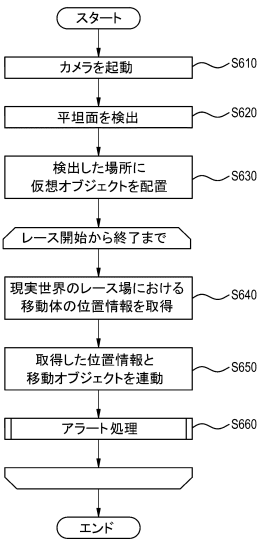 スタート
カメラを起動
S610
平坦面を検出
S620
検出した場所に
仮想オブジェクトを配置
S630
レース開始から終了まで
現実世界のレース場における
移動体の位置情報を取得
S640
取得した位置情報と
移動オブジェクトを連動
S650
アラート処理
S660
エンド